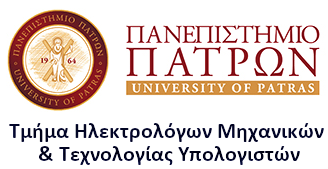 ΠΑΝΕΠΙΣΤΗΜΙΟ ΠΑΤΡΩΝ
19 64
UNIVERSITY OF PATRAS
ΠΑΝΕΠΙΣΤΗΜΙΟ
ΠΑΤΡΩΝ
UNIVERSITY OF PATRAS
Τμήμα Ηλεκτρολόγων Μηχανικών
& Τεχνολογίας Υπολογιστών